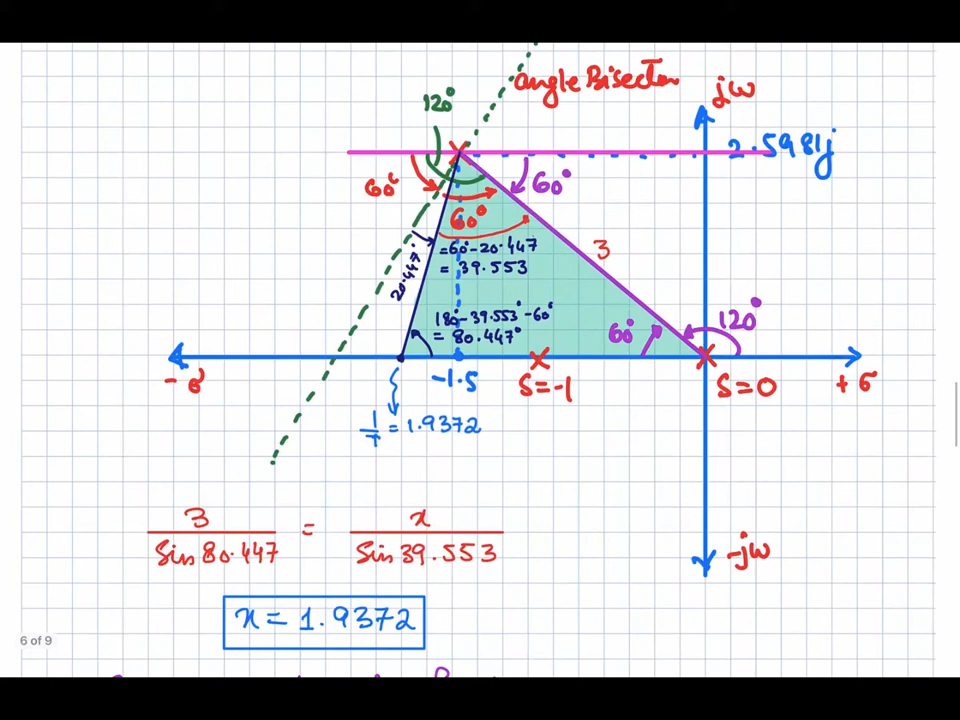 angle Bisector
jω
120°
2.5981j
60°
60°
60°
3
= 60° - 20.447
= 39.553
20.447°
180° - 39.553° - 60°
= 80.447°
60°
120°
-σ
-1.5
S=-1
S=0
+σ
1/T = 1.9372
3/Sin 80.447 = x/Sin 39.553
-jω
x = 1.9372
6 of 9